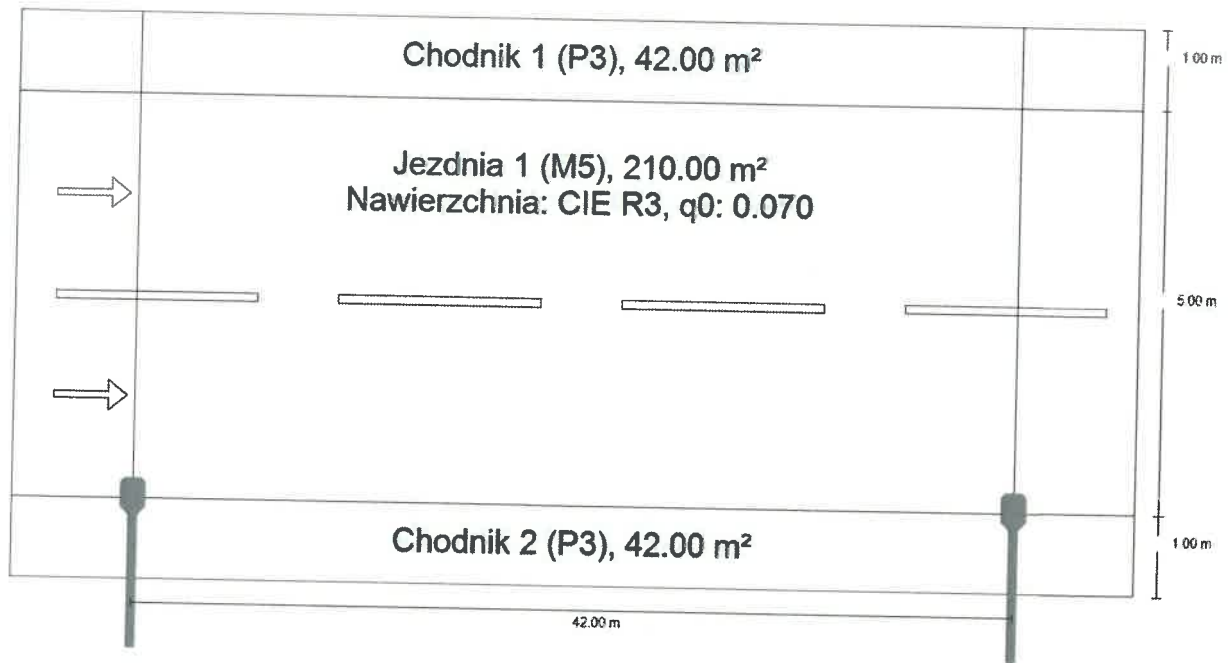 Chodnik 1 (P3), 42.00 m²
1.00 m
Jezdnia 1 (M5), 210.00 m²
Nawierzchnia: CIE R3, q0: 0.070
5.00 m
Chodnik 2 (P3), 42.00 m²
1.00 m
42.00 m